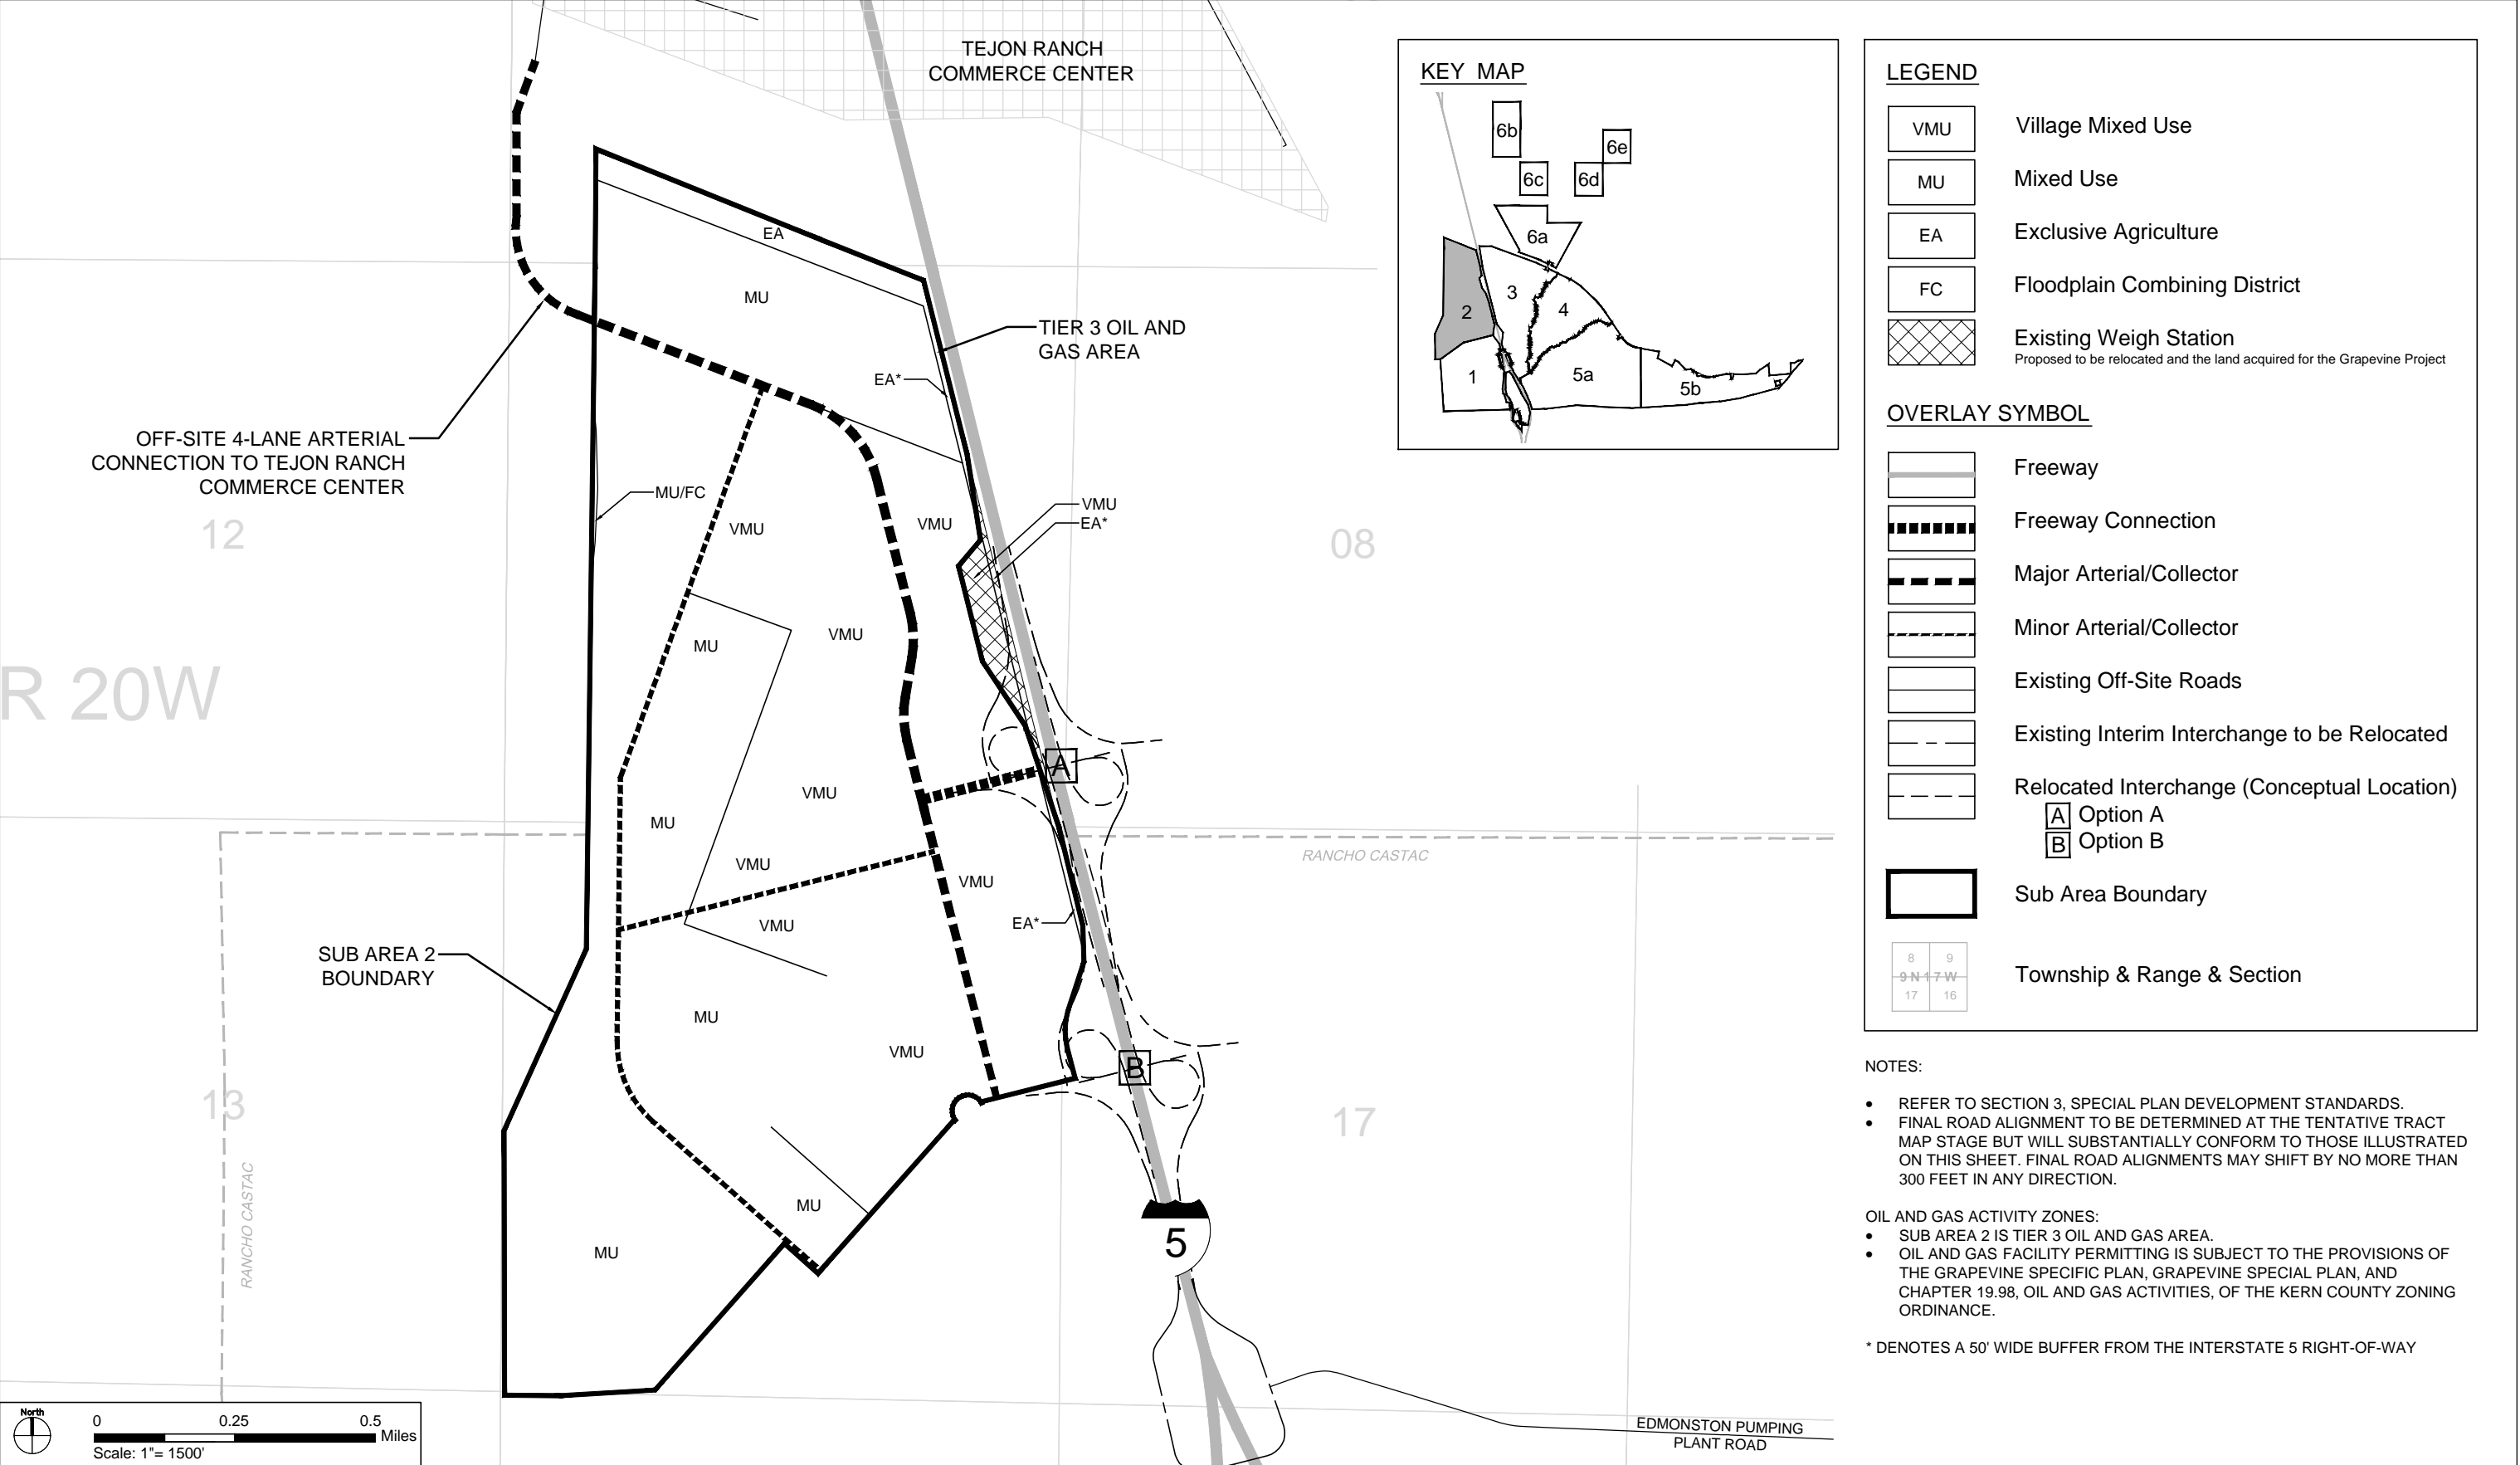 TEJON RANCH
COMMERCE CENTER
EA
MU
TIER 3 OIL AND
GAS AREA
EA*
OFF-SITE 4-LANE ARTERIAL
CONNECTION TO TEJON RANCH
COMMERCE CENTER
MU/FC
VMU
EA*
VMU
VMU
12
08
MU
VMU
R 20W
A
VMU
MU
RANCHO CASTAC
VMU
VMU
VMU
EA*
SUB AREA 2
BOUNDARY
MU
VMU
B
13
17
RANCHO CASTAC
MU
5
MU
EDMONSTON PUMPING
PLANT ROAD
North
0 0.25 0.5
Miles
Scale: 1"= 1500'
KEY MAP
6b
6e
6c
6d
6a
3
2
4
1
5a
5b
LEGEND
VMU Village Mixed Use
MU Mixed Use
EA Exclusive Agriculture
FC Floodplain Combining District
Existing Weigh Station
Proposed to be relocated and the land acquired for the Grapevine Project
OVERLAY SYMBOL
Freeway
Freeway Connection
Major Arterial/Collector
Minor Arterial/Collector
Existing Off-Site Roads
Existing Interim Interchange to be Relocated
Relocated Interchange (Conceptual Location)
A Option A
B Option B
Sub Area Boundary
8 9
9 N 1 7 W
17 16
Township & Range & Section
NOTES:
• REFER TO SECTION 3, SPECIAL PLAN DEVELOPMENT STANDARDS.
• FINAL ROAD ALIGNMENT TO BE DETERMINED AT THE TENTATIVE TRACT
MAP STAGE BUT WILL SUBSTANTIALLY CONFORM TO THOSE ILLUSTRATED
ON THIS SHEET. FINAL ROAD ALIGNMENTS MAY SHIFT BY NO MORE THAN
300 FEET IN ANY DIRECTION.
OIL AND GAS ACTIVITY ZONES:
• SUB AREA 2 IS TIER 3 OIL AND GAS AREA.
• OIL AND GAS FACILITY PERMITTING IS SUBJECT TO THE PROVISIONS OF
THE GRAPEVINE SPECIFIC PLAN, GRAPEVINE SPECIAL PLAN, AND
CHAPTER 19.98, OIL AND GAS ACTIVITIES, OF THE KERN COUNTY ZONING
ORDINANCE.
* DENOTES A 50' WIDE BUFFER FROM THE INTERSTATE 5 RIGHT-OF-WAY